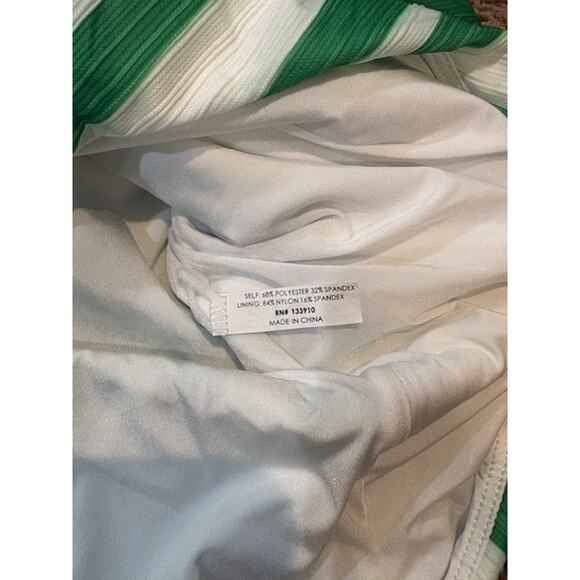 SELF: 68% POLYESTER 32% SPANDEX
LINING: 84% NYLON 16% SPANDEX
RN# 133910
MADE IN CHINA